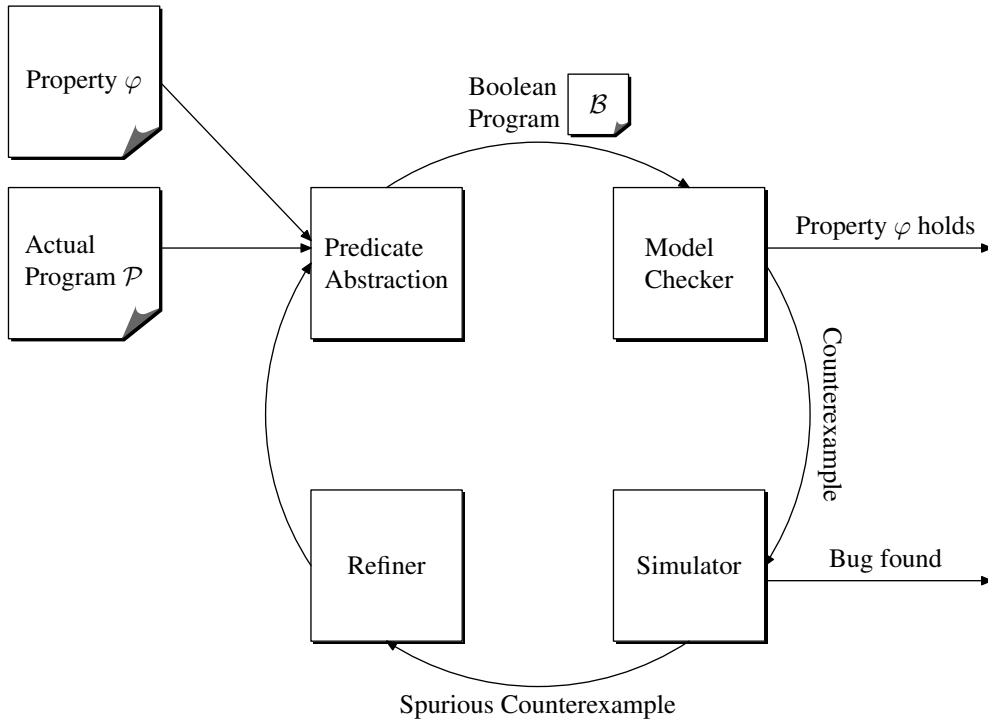 Property φ
Boolean
Program
ℬ
Actual
Program 𝒫
Predicate
Abstraction
Model
Checker
Property φ holds
Counterexample
Refiner
Simulator
Bug found
Spurious Counterexample